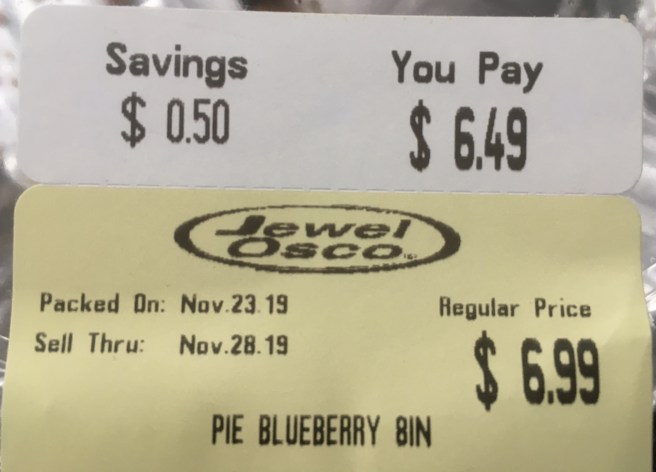 Savings You Pay
$ 0.50 $ 6.49
Jewel
Osco
Packed On: Nov.23.19 Regular Price
Sell Thru: Nov.28.19 $ 6.99
PIE BLUEBERRY 8IN